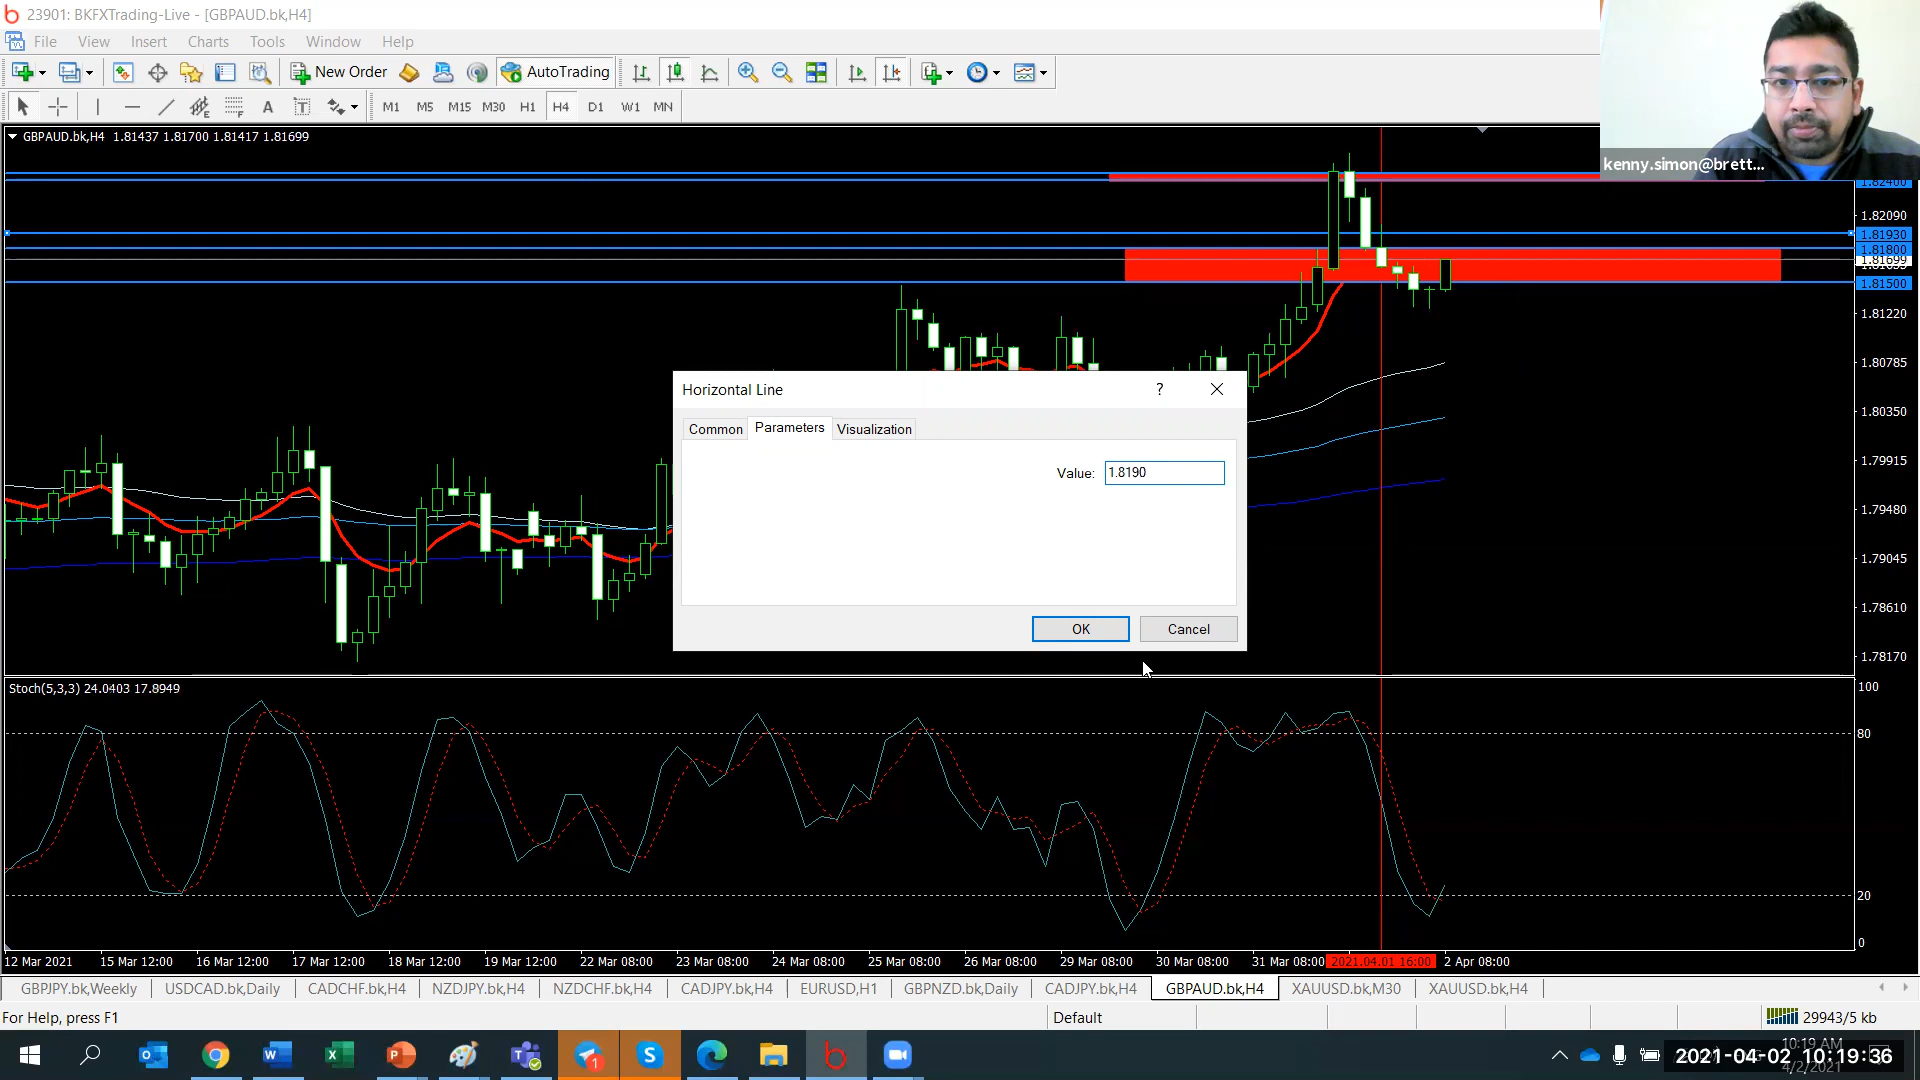 23901: BKFXTrading-Live - [GBPAUD.bk,H4]
File View Insert Charts Tools Window Help
New Order AutoTrading
M1 M5 M15 M30 H1 H4 D1 W1 MN
kenny.simon@brett...
GBPAUD.bk,H4 1.81437 1.81700 1.81417 1.81699
1.82400
1.82090
1.81930
1.81800
1.81699
1.81500
1.81220
1.80785
1.80350
1.79915
1.79480
1.79045
1.78610
1.78170
Horizontal Line ?
Common Parameters Visualization
Value: 1.8190
OK Cancel
Stoch(5,3,3) 24.0403 17.8949
100
80
20
0
12 Mar 2021 15 Mar 12:00 16 Mar 12:00 17 Mar 12:00 18 Mar 12:00 19 Mar 12:00 22 Mar 08:00 23 Mar 08:00 24 Mar 08:00 25 Mar 08:00 26 Mar 08:00 29 Mar 08:00 30 Mar 08:00 31 Mar 08:00 2021.04.01 16:00 2 Apr 08:00
GBPJPY.bk,Weekly USDCAD.bk,Daily CADCHF.bk,H4 NZDJPY.bk,H4 NZDCHF.bk,H4 CADJPY.bk,H4 EURUSD,H1 GBPNZD.bk,Daily CADJPY.bk,H4 GBPAUD.bk,H4 XAUUSD.bk,M30 XAUUSD.bk,H4
For Help, press F1 Default 29943/5 kb
10:19 AM
2021-04-02 10:19:36
4/2/2021